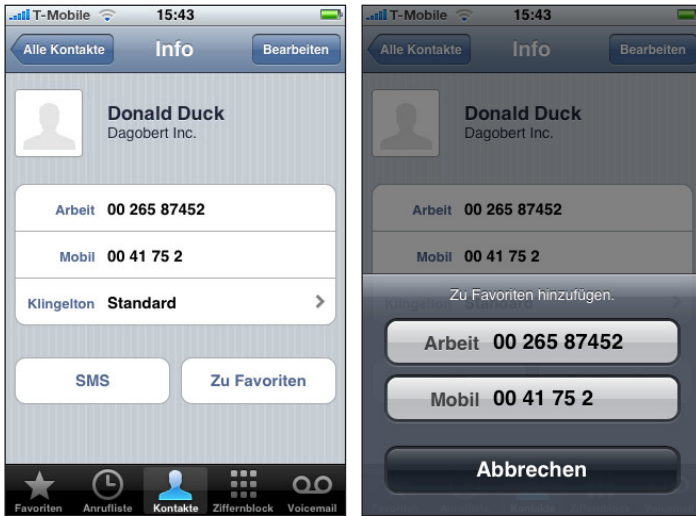 T-Mobile 15:43
Alle Kontakte Info Bearbeiten
Donald Duck
Dagobert Inc.
Arbeit 00 265 87452
Mobil 00 41 75 2
Klingelton Standard
SMS Zu Favoriten
Favoriten Anrufliste Kontakte Ziffernblock Voicemail
T-Mobile 15:43
Alle Kontakte Info Bearbeiten
Donald Duck
Dagobert Inc.
Arbeit 00 265 87452
Mobil 00 41 75 2
Klingelton Standard
Zu Favoriten hinzufügen.
Arbeit 00 265 87452
Mobil 00 41 75 2
Abbrechen